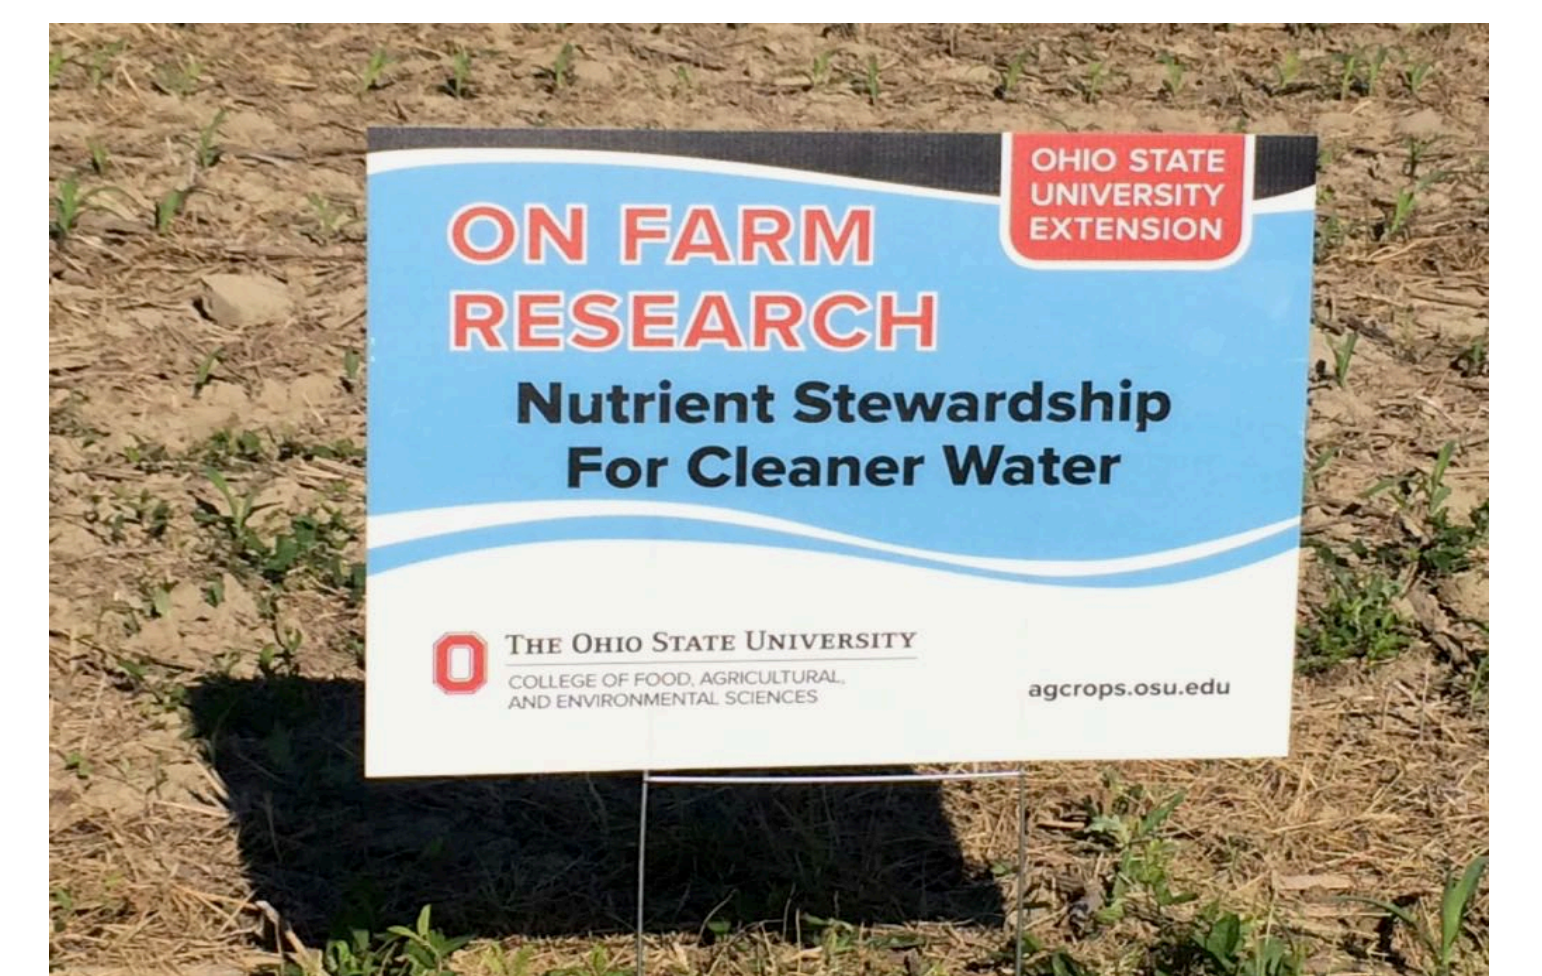 OHIO STATE
UNIVERSITY
EXTENSION
ON FARM
RESEARCH
Nutrient Stewardship
For Cleaner Water
THE OHIO STATE UNIVERSITY
COLLEGE OF FOOD, AGRICULTURAL,
AND ENVIRONMENTAL SCIENCES
agcrops.osu.edu